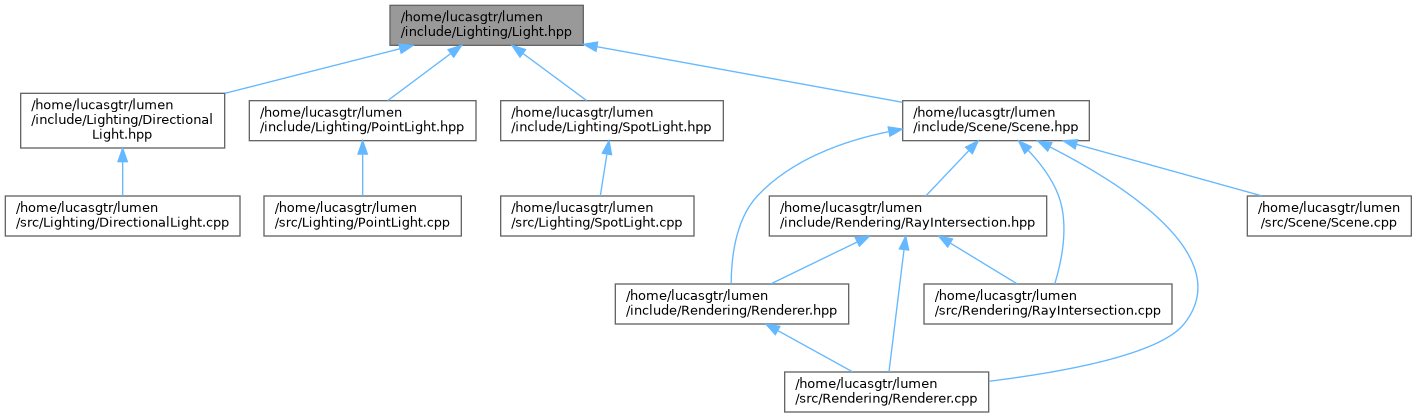 /home/lucasgtr/lumen
/include/Lighting/Light.hpp
/home/lucasgtr/lumen
/include/Lighting/Directional
Light.hpp
/home/lucasgtr/lumen
/include/Lighting/PointLight.hpp
/home/lucasgtr/lumen
/include/Lighting/SpotLight.hpp
/home/lucasgtr/lumen
/include/Scene/Scene.hpp
/home/lucasgtr/lumen
/src/Lighting/DirectionalLight.cpp
/home/lucasgtr/lumen
/src/Lighting/PointLight.cpp
/home/lucasgtr/lumen
/src/Lighting/SpotLight.cpp
/home/lucasgtr/lumen
/include/Rendering/RayIntersection.hpp
/home/lucasgtr/lumen
/src/Scene/Scene.cpp
/home/lucasgtr/lumen
/include/Rendering/Renderer.hpp
/home/lucasgtr/lumen
/src/Rendering/RayIntersection.cpp
/home/lucasgtr/lumen
/src/Rendering/Renderer.cpp